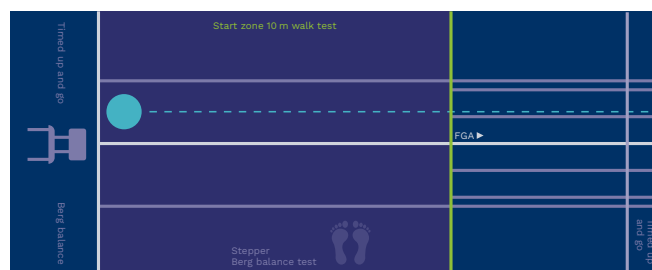 Start zone 10 m walk test
Timed up and go
FGA
Berg balance
Stepper
Berg balance test
Timed up
and go